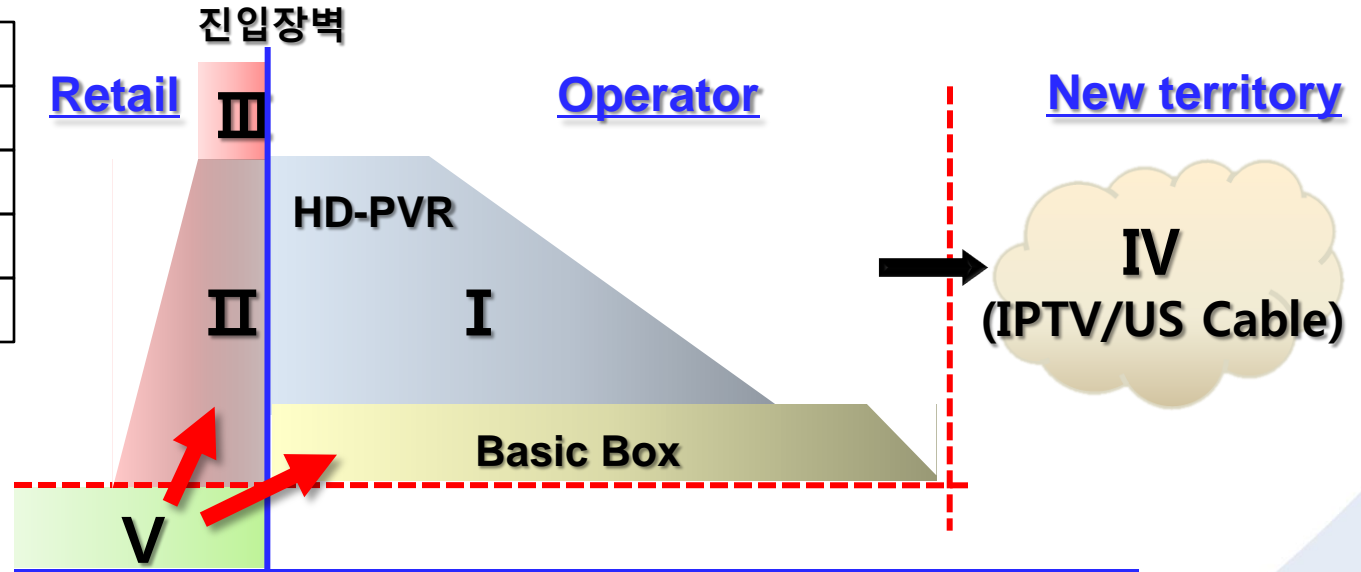 진입장벽
Retail
Operator
New territory
Ⅲ
HD-PVR
Ⅱ
Ⅰ
Ⅳ
(IPTV/US Cable)
Basic Box
Ⅴ